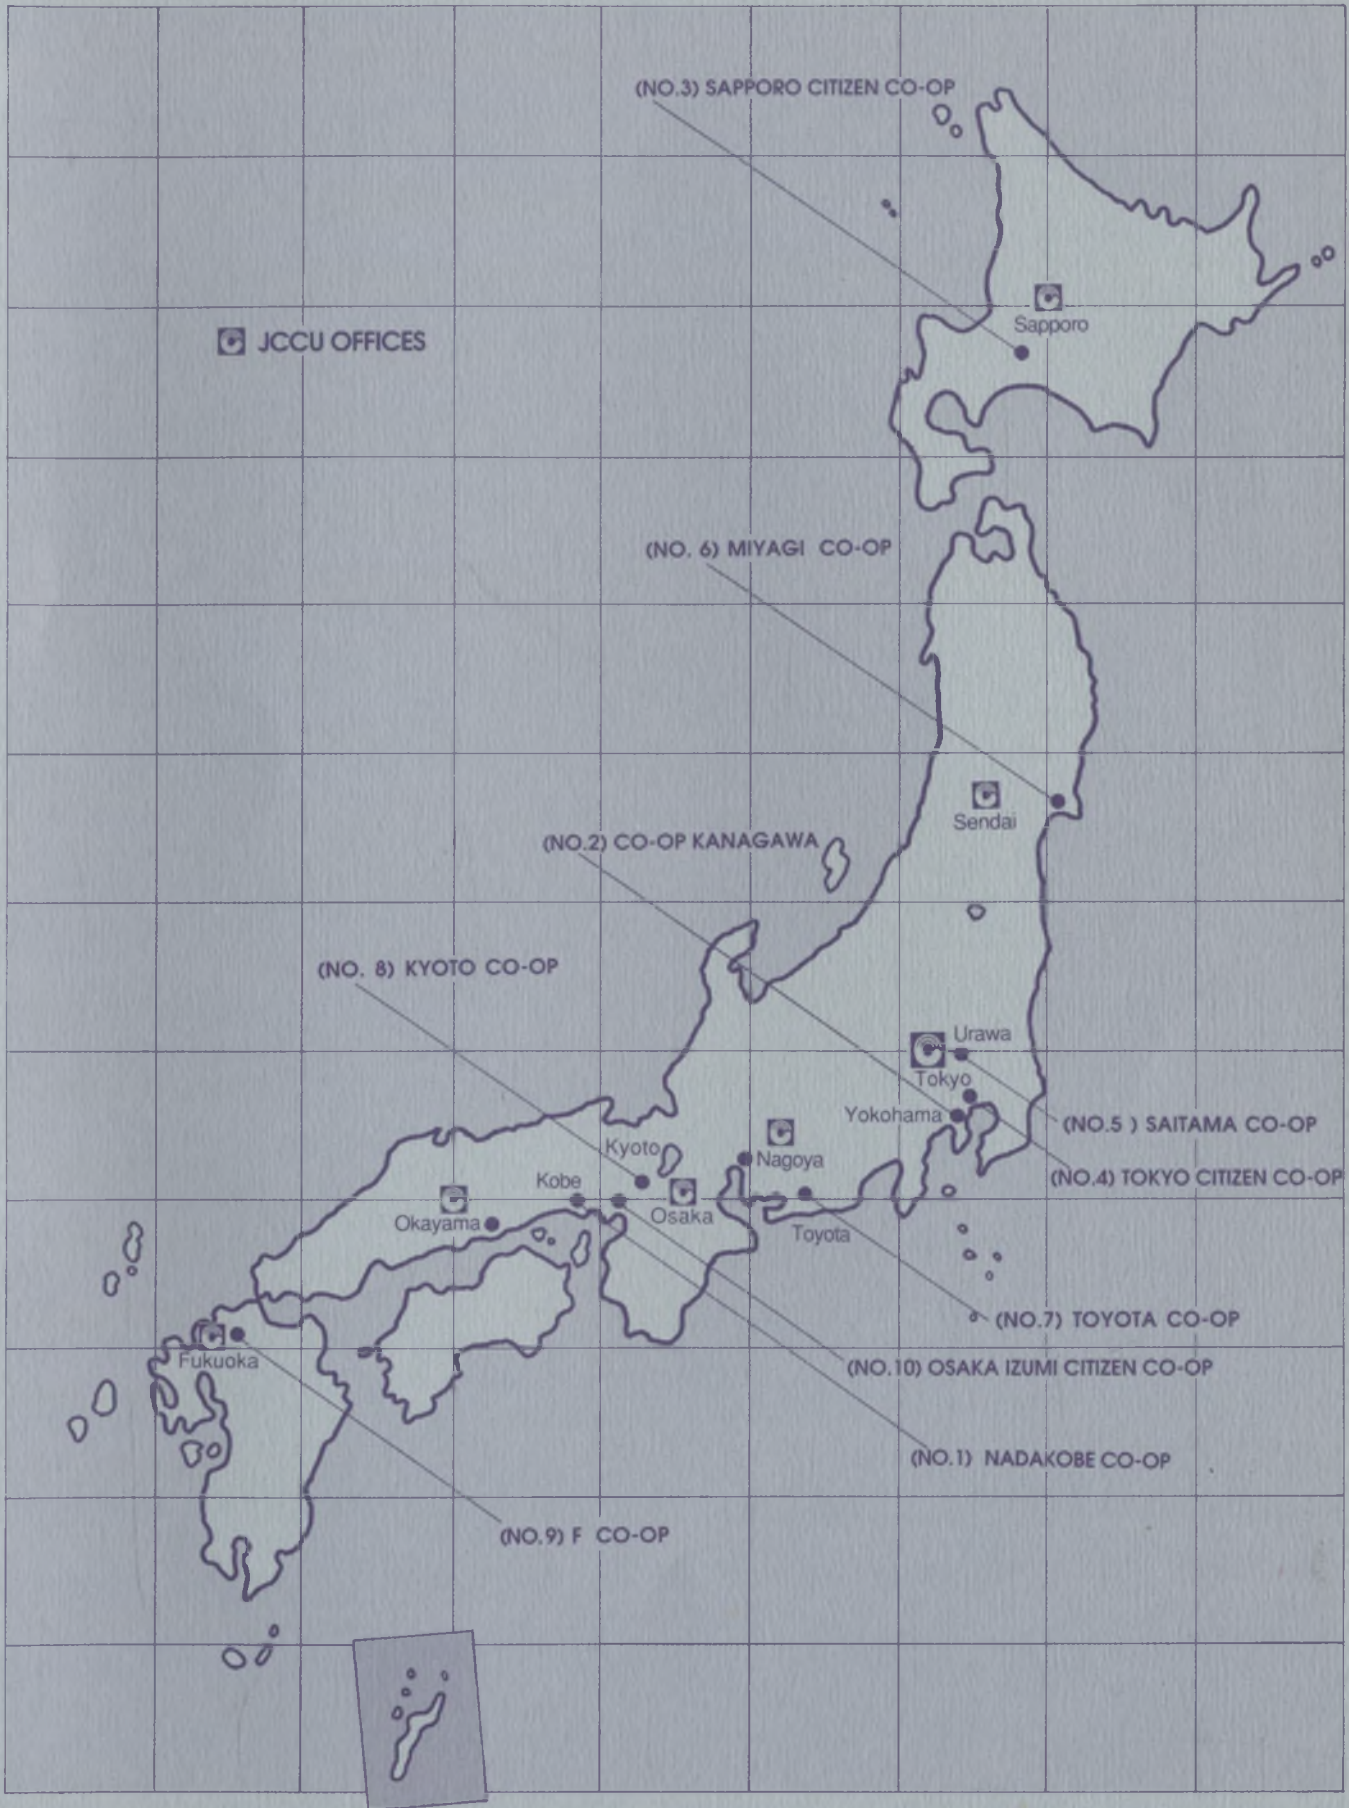 (NO.3) SAPPORO CITIZEN CO-OP
Sapporo
JCCU OFFICES
(NO. 6) MIYAGI CO-OP
Sendai
(NO.2) CO-OP KANAGAWA
(NO. 8) KYOTO CO-OP
Urawa
Tokyo
Yokohama
(NO.5 ) SAITAMA CO-OP
Kyoto
Nagoya
(NO.4) TOKYO CITIZEN CO-OP
Kobe
Osaka
Okayama
Toyota
(NO.7) TOYOTA CO-OP
Fukuoka
(NO.10) OSAKA IZUMI CITIZEN CO-OP
(NO.1) NADAKOBE CO-OP
(NO.9) F CO-OP